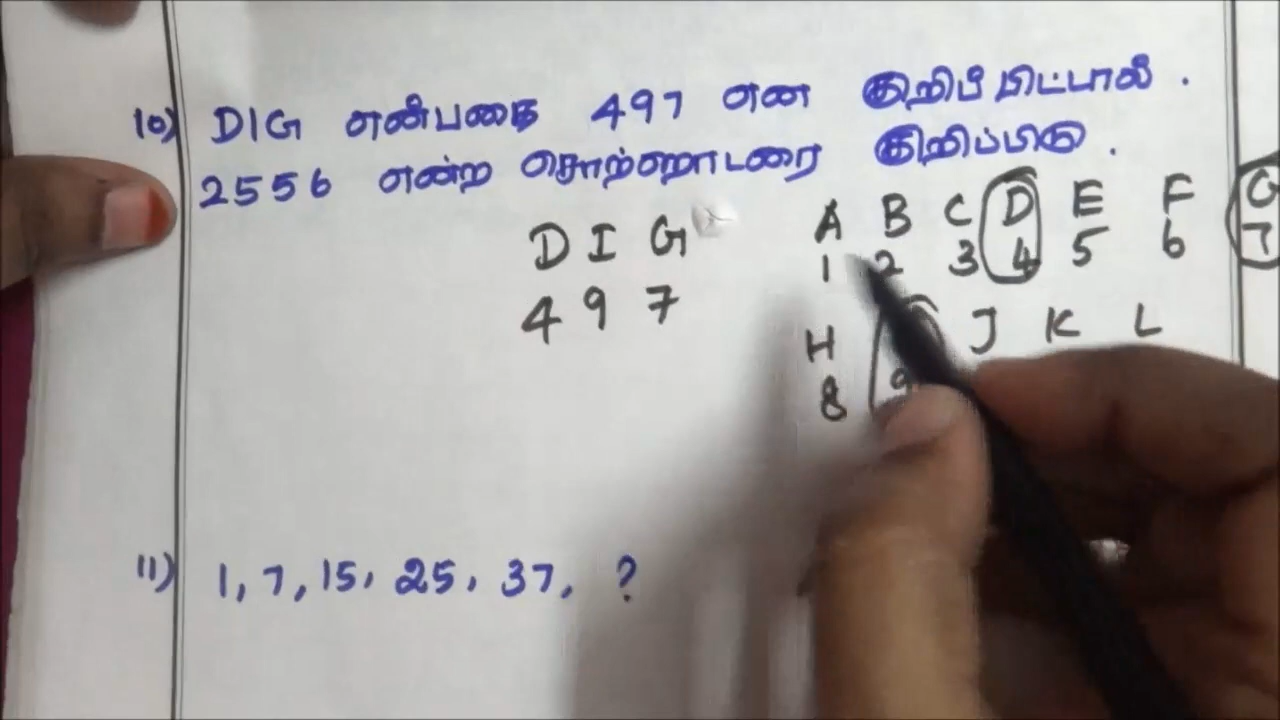 10) DIG என்பதை 497 என குறிப்பிட்டால் .
2556 என்ற சொற்றொடரை குறிப்பிடு .
D I G
4 9 7
A B C D E F G
1 2 3 4 5 6 7
H J K L
8 9
11) 1, 7, 15, 25, 37, ?